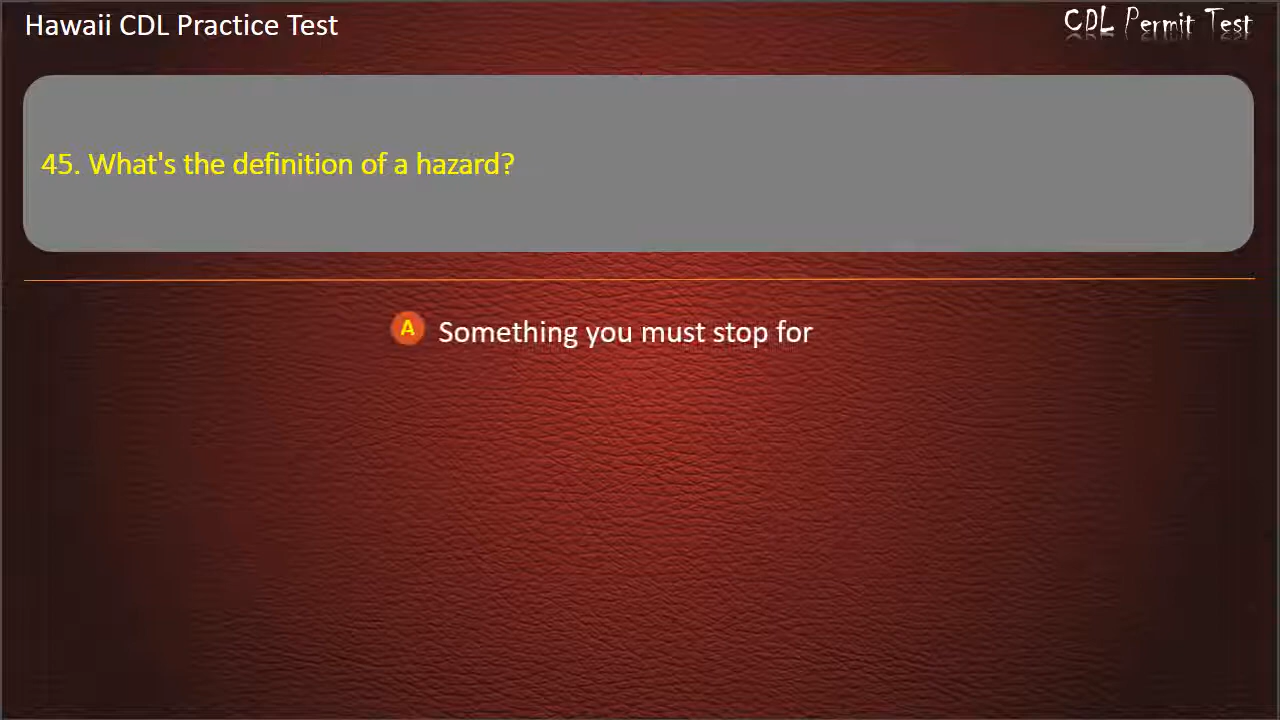 Hawaii CDL Practice Test
CDL Permit Test
45. What's the definition of a hazard?
A Something you must stop for